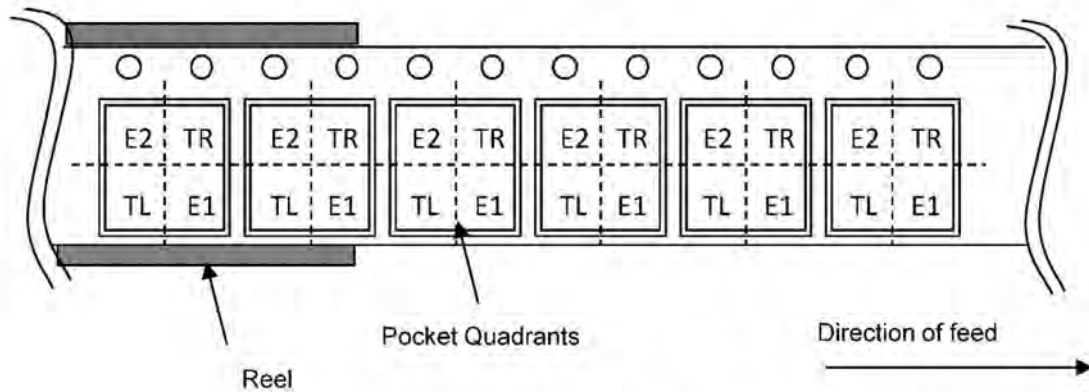 E2 TR E2 TR E2 TR E2 TR E2 TR E2 TR
TL E1 TL E1 TL E1 TL E1 TL E1 TL E1
Pocket Quadrants
Direction of feed
Reel